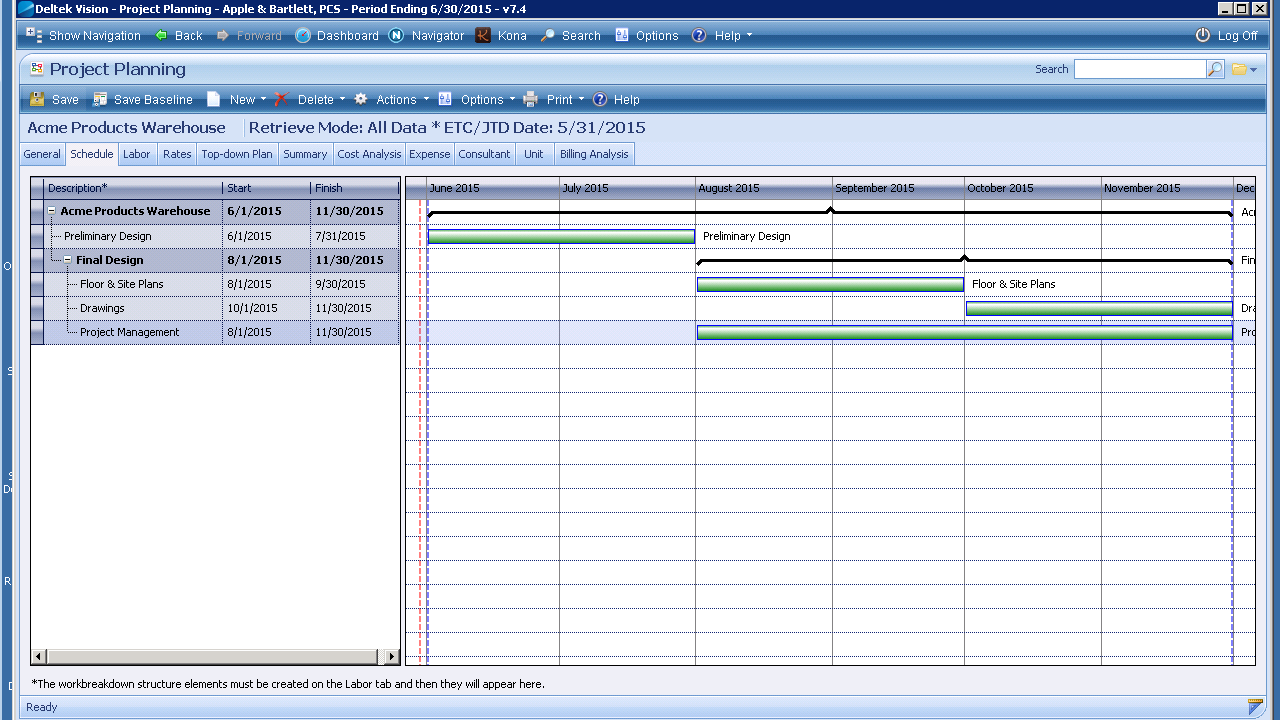 Deltek Vision - Project Planning - Apple & Bartlett, PCS - Period Ending 6/30/2015 - v7.4
Show Navigation Back Forward Dashboard Navigator Kona Search Options Help Log Off
Project Planning Search
Save Save Baseline New Delete Actions Options Print Help
Acme Products Warehouse Retrieve Mode: All Data * ETC/JTD Date: 5/31/2015
General Schedule Labor Rates Top-down Plan Summary Cost Analysis Expense Consultant Unit Billing Analysis
Description* Start Finish June 2015 July 2015 August 2015 September 2015 October 2015 November 2015 Dec
Acme Products Warehouse 6/1/2015 11/30/2015
Preliminary Design 6/1/2015 7/31/2015 Preliminary Design
Final Design 8/1/2015 11/30/2015 Fin
Floor & Site Plans 8/1/2015 9/30/2015 Floor & Site Plans
Drawings 10/1/2015 11/30/2015
Project Management 8/1/2015 11/30/2015
*The workbreakdown structure elements must be created on the Labor tab and then they will appear here.
Ready